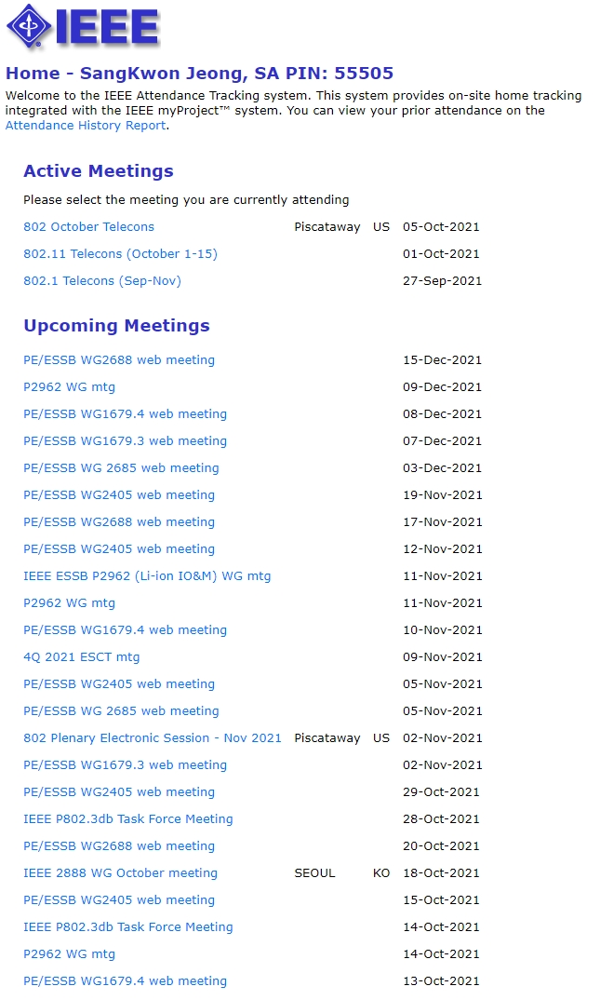 IEEE
Home - SangKwon Jeong, SA PIN: 55505
Welcome to the IEEE Attendance Tracking system. This system provides on-site home tracking
integrated with the IEEE myProject™ system. You can view your prior attendance on the
Attendance History Report.
Active Meetings
Please select the meeting you are currently attending
802 October Telecons Piscataway US 05-Oct-2021
802.11 Telecons (October 1-15) 01-Oct-2021
802.1 Telecons (Sep-Nov) 27-Sep-2021
Upcoming Meetings
PE/ESSB WG2688 web meeting 15-Dec-2021
P2962 WG mtg 09-Dec-2021
PE/ESSB WG1679.4 web meeting 08-Dec-2021
PE/ESSB WG1679.3 web meeting 07-Dec-2021
PE/ESSB WG 2685 web meeting 03-Dec-2021
PE/ESSB WG2405 web meeting 19-Nov-2021
PE/ESSB WG2688 web meeting 17-Nov-2021
PE/ESSB WG2405 web meeting 12-Nov-2021
IEEE ESSB P2962 (Li-ion IO&M) WG mtg 11-Nov-2021
P2962 WG mtg 11-Nov-2021
PE/ESSB WG1679.4 web meeting 10-Nov-2021
4Q 2021 ESCT mtg 09-Nov-2021
PE/ESSB WG2405 web meeting 05-Nov-2021
PE/ESSB WG 2685 web meeting 05-Nov-2021
802 Plenary Electronic Session - Nov 2021 Piscataway US 02-Nov-2021
PE/ESSB WG1679.3 web meeting 02-Nov-2021
PE/ESSB WG2405 web meeting 29-Oct-2021
IEEE P802.3db Task Force Meeting 28-Oct-2021
PE/ESSB WG2688 web meeting 20-Oct-2021
IEEE 2888 WG October meeting SEOUL KO 18-Oct-2021
PE/ESSB WG2405 web meeting 15-Oct-2021
IEEE P802.3db Task Force Meeting 14-Oct-2021
P2962 WG mtg 14-Oct-2021
PE/ESSB WG1679.4 web meeting 13-Oct-2021